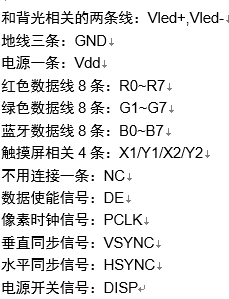 和背光相关的两条线：Vled+,Vled-
地线三条：GND
电源一条：Vdd
红色数据线 8 条：R0~R7
绿色数据线 8 条：G1~G7
蓝牙数据线 8 条：B0~B7
触摸屏相关 4 条：X1/Y1/X2/Y2
不用连接一条：NC
数据使能信号：DE
像素时钟信号：PCLK
垂直同步信号：VSYNC
水平同步信号：HSYNC
电源开关信号：DISP